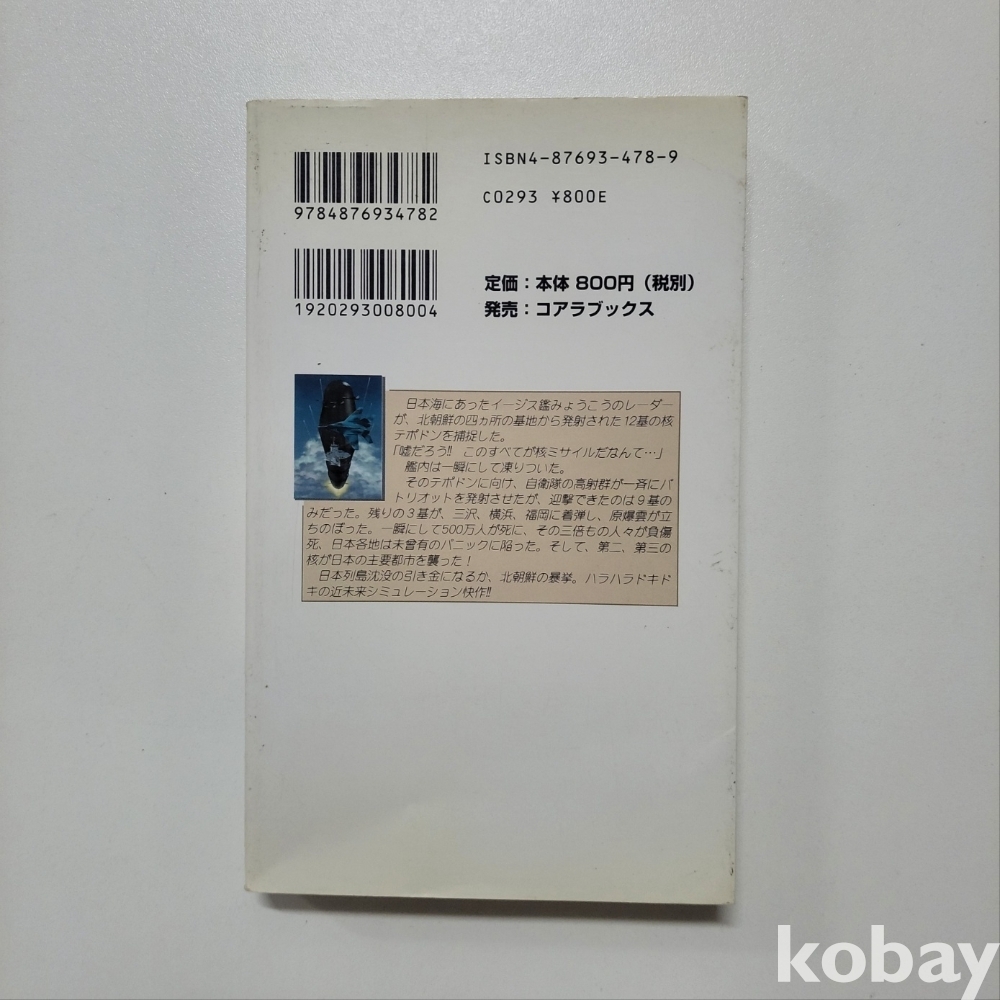 ISBN4-87693-478-9
C0293 ¥800E
9784876934782
1920293008004
定価：本体 800円（税別）
発売：コアラブックス
日本海にあったイージス鑑みょうこうのレーダー
が、北朝鮮の四ヵ所の基地から発射された12基の核
テポドンを捕捉した。
「嘘だろう!!　このすべてが核ミサイルだなんて…」
艦内は一瞬にして凍りついた。
そのテポドンに向け、自衛隊の高射群が一斉にパ
トリオットを発射させたが、迎撃できたのは９基の
みだった。残りの３基が、三沢、横浜、福岡に着弾し、原爆雲が立
ちのぼった。一瞬にして500万人が死に、その三倍もの人々が負傷
死、日本各地は未曾有のパニックに陥った。そして、第二、第三の
核が日本の主要都市を襲った！
日本列島沈没の引き金になるか、北朝鮮の暴挙。ハラハラドキド
キの近未来シミュレーション快作!!
kobay